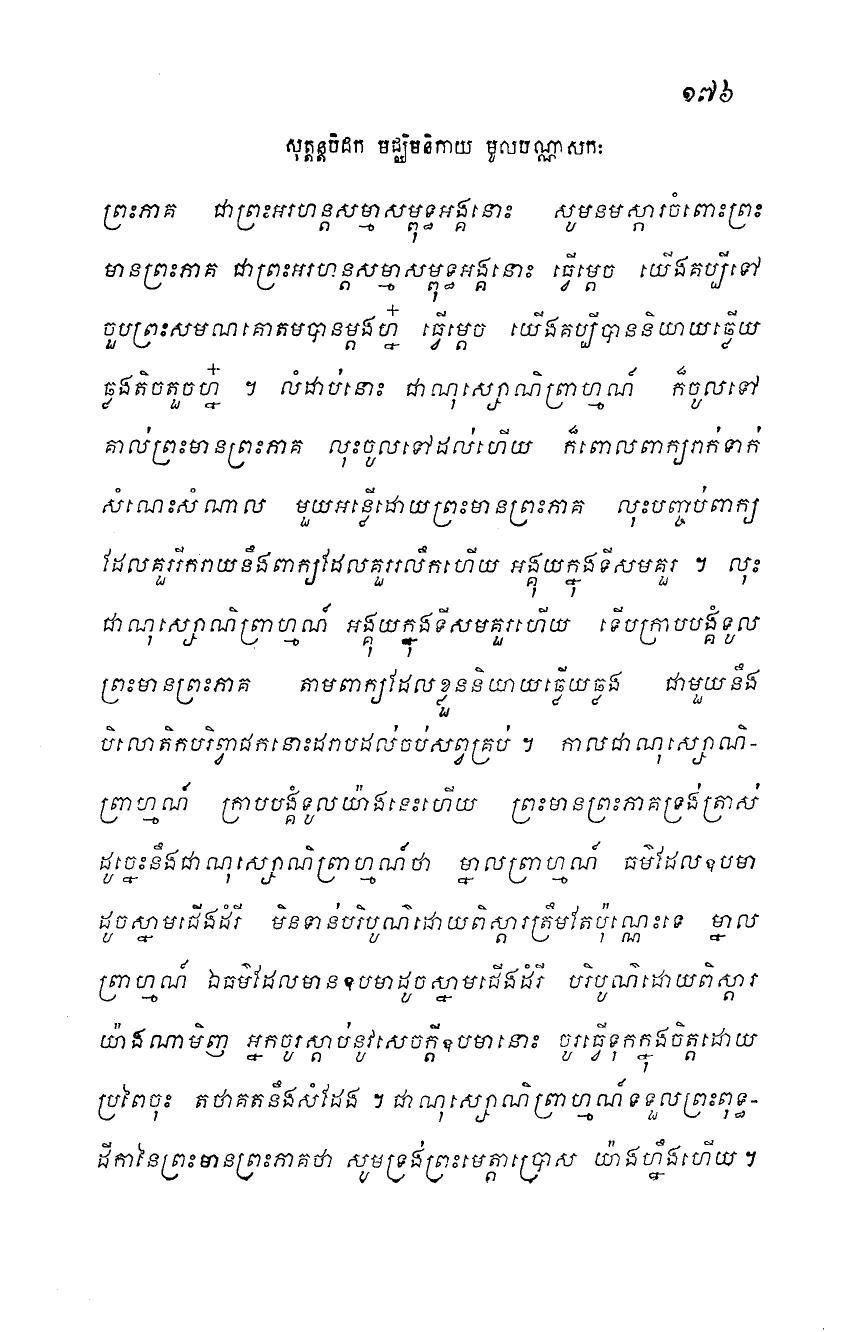 ១៧៦
សុត្តន្តបិដក មជ្ឈិមនិកាយ មូលបណ្ណាសកៈ
ព្រះភាគ ជាព្រះអរហន្តសម្មាសម្ពុទ្ធអង្គនោះ សូមនមស្ការចំពោះព្រះ
មានព្រះភាគ ជាព្រះអរហន្តសម្មាសម្ពុទ្ធអង្គនោះ ធ្វើម្តេច យើងគប្បីទៅ
ចួបព្រះសមណគោតមបានម្តងហ្ន៎ ធ្វើម្តេច យើងគប្បីបាននិយាយឆ្លើយ
ឆ្លងតិចតួចហ្ន៎ ។ លំដាប់នោះ ជាណុស្សោណិព្រាហ្មណ៍ ក៏ចូលទៅ
គាល់ព្រះមានព្រះភាគ លុះចូលទៅដល់ហើយ ក៏ពោលពាក្យរាក់ទាក់
សំណេះសំណាល មួយអន្លើដោយព្រះមានព្រះភាគ លុះបញ្ចប់ពាក្យ
ដែលគួររីករាយនឹងពាក្យដែលគួររលឹកហើយ អង្គុយក្នុងទីសមគួរ ។ លុះ
ជាណុស្សោណិព្រាហ្មណ៍ អង្គុយក្នុងទីសមគួរហើយ ទើបក្រាបបង្គំទូល
ព្រះមានព្រះភាគ តាមពាក្យដែលខ្លួននិយាយឆ្លើយឆ្លង ជាមួយនឹង
បិលោតិកបរិព្វាជកនោះដរាបដល់ចប់សព្វគ្រប់ ។ កាលជាណុស្សោណិ-
ព្រាហ្មណ៍ ក្រាបបង្គំទូលយ៉ាងនេះហើយ ព្រះមានព្រះភាគទ្រង់ត្រាស់
ដូច្នេះនឹងជាណុស្សោណិព្រាហ្មណ៍ថា ម្នាលព្រាហ្មណ៍ ធម៌ដែលឧបមា
ដូចស្នាមជើងដំរី មិនទាន់បរិបូណ៌ដោយពិស្តារត្រឹមតែប៉ុណ្ណេះទេ ម្នាល
ព្រាហ្មណ៍ ឯធម៌ដែលមានឧបមាដូចស្នាមជើងដំរី បរិបូណ៌ដោយពិស្តារ
យ៉ាងណាមិញ អ្នកចូរស្តាប់នូវសេចក្តីឧបមានោះ ចូរធ្វើទុកក្នុងចិត្តដោយ
ប្រពៃចុះ តថាគតនឹងសំដែង ។ ជាណុស្សោណិព្រាហ្មណ៍ទទួលព្រះពុទ្ធ-
ដីកានៃព្រះមានព្រះភាគថា សូមទ្រង់ព្រះមេត្តាប្រោស យ៉ាងហ្នឹងហើយ ។